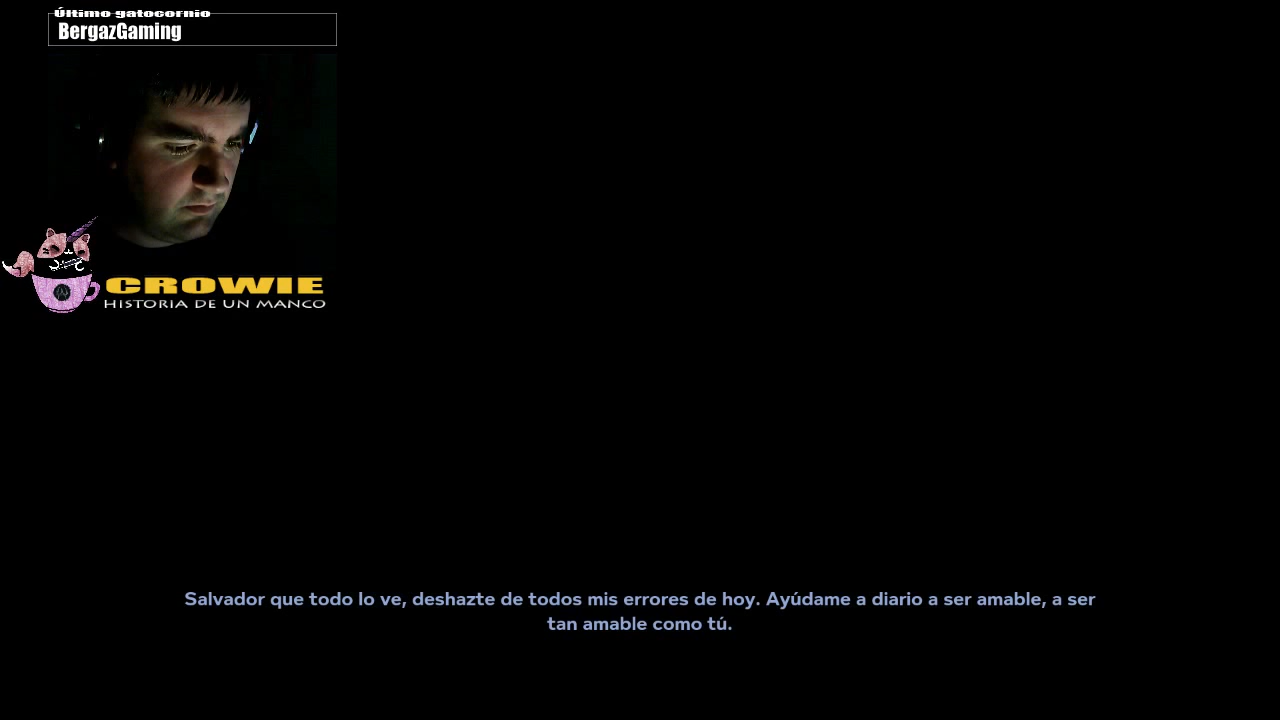 Último gatocornio
BergazGaming
CROWIE
HISTORIA DE UN MANCO
Salvador que todo lo ve, deshazte de todos mis errores de hoy. Ayúdame a diario a ser amable, a ser
tan amable como tú.